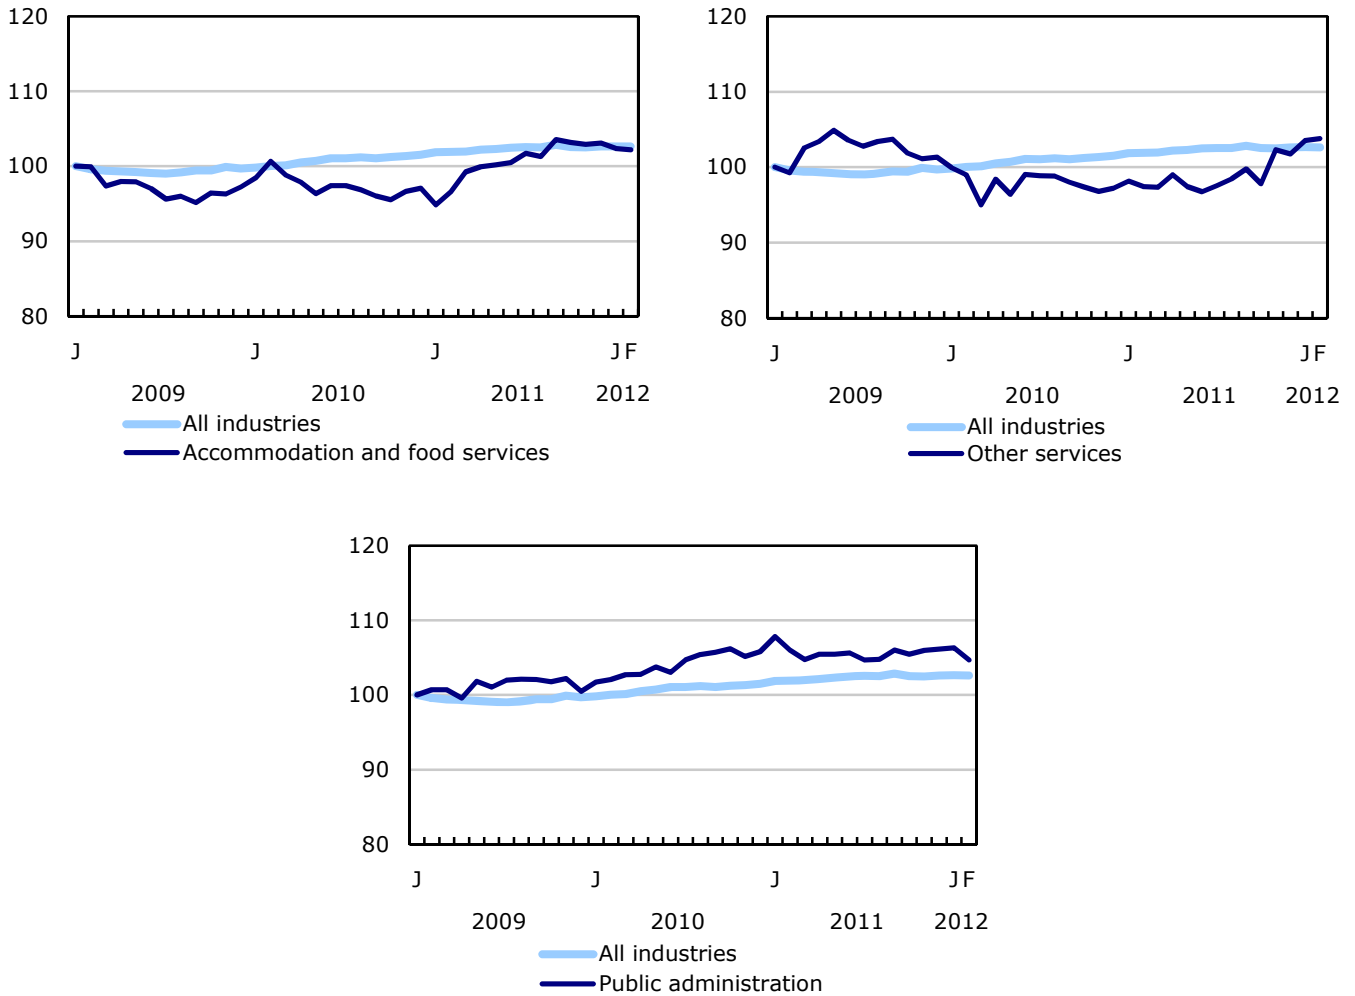 120
110
100
90
80
J J J J F
2009 2010 2011 2012
All industries
Accommodation and food services
120
110
100
90
80
J J J J F
2009 2010 2011 2012
All industries
Other services
120
110
100
90
80
J J J J F
2009 2010 2011 2012
All industries
Public administration